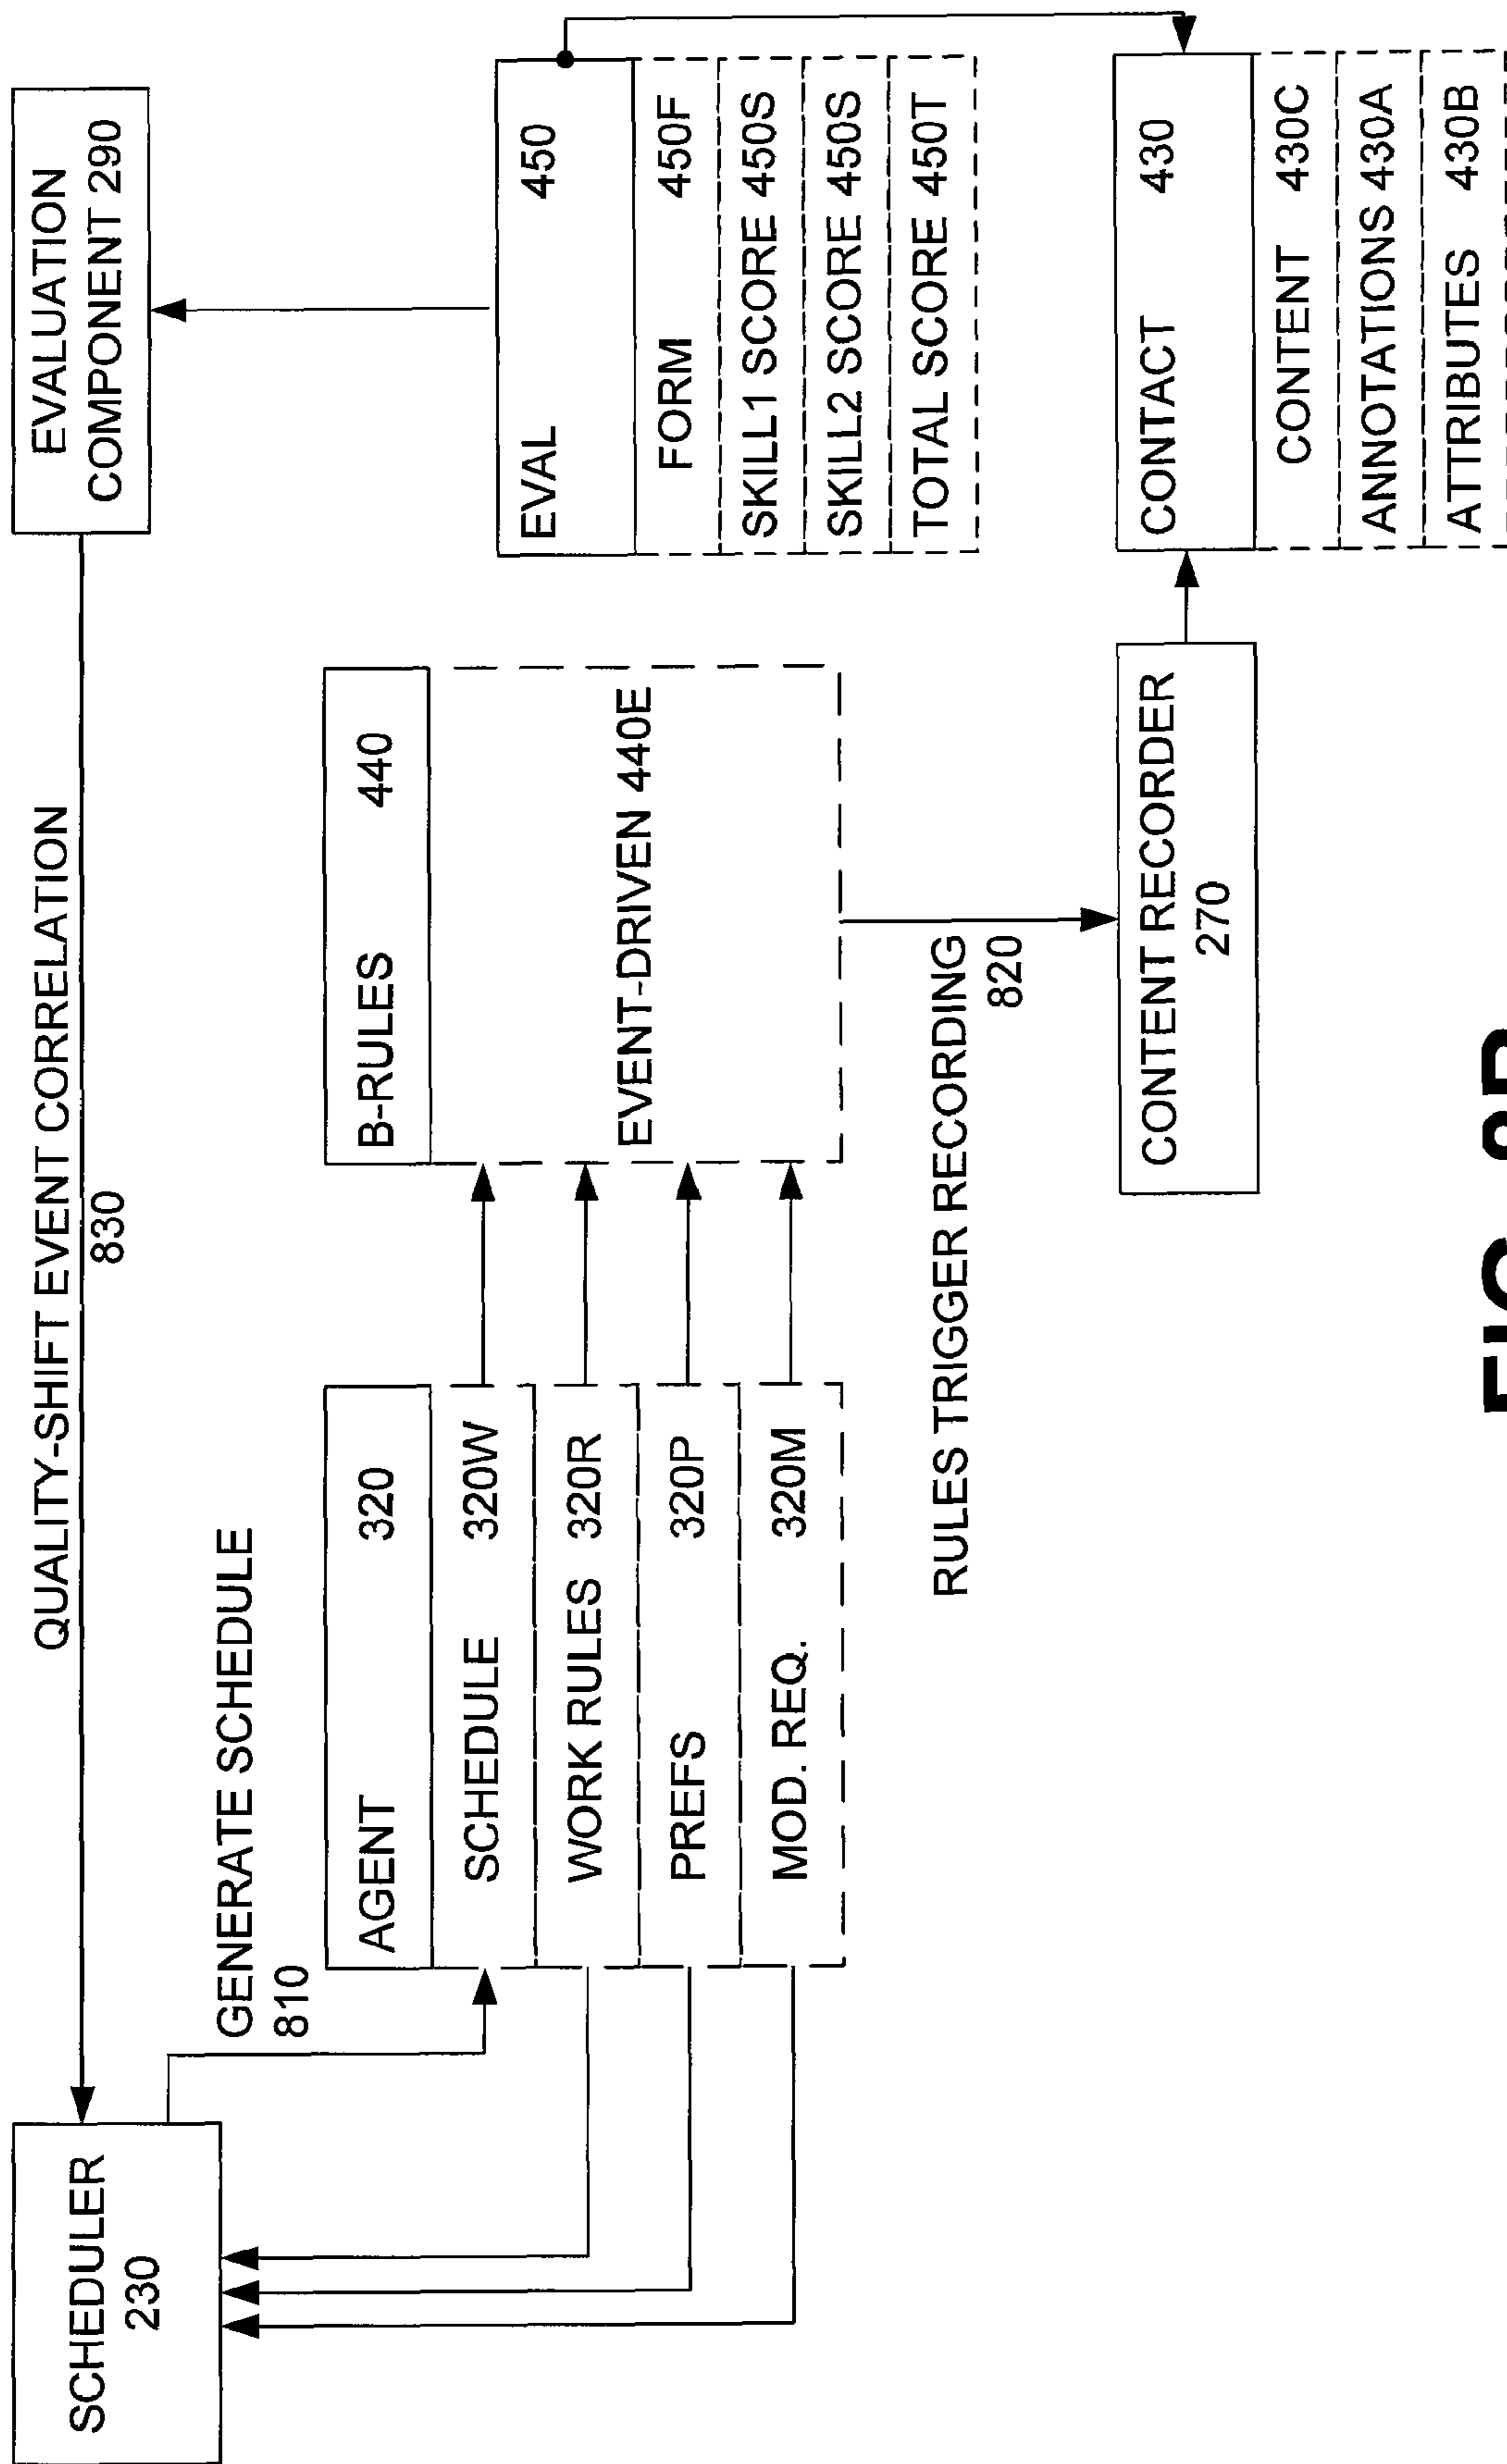 QUALITY-SHIFT EVENT CORRELATION
830
SCHEDULER
230
EVALUATION
COMPONENT 290
GENERATE SCHEDULE
810
AGENT 320
SCHEDULE 320W
WORK RULES 320R
PREFS 320P
MOD. REQ. 320M
B-RULES 440
EVENT-DRIVEN 440E
EVAL 450
FORM 450F
SKILL1 SCORE 450S
SKILL2 SCORE 450S
TOTAL SCORE 450T
RULES TRIGGER RECORDING
820
CONTENT RECORDER
270
CONTACT 430
CONTENT 430C
ANNOTATIONS 430A
ATTRIBUTES 430B
FIG.